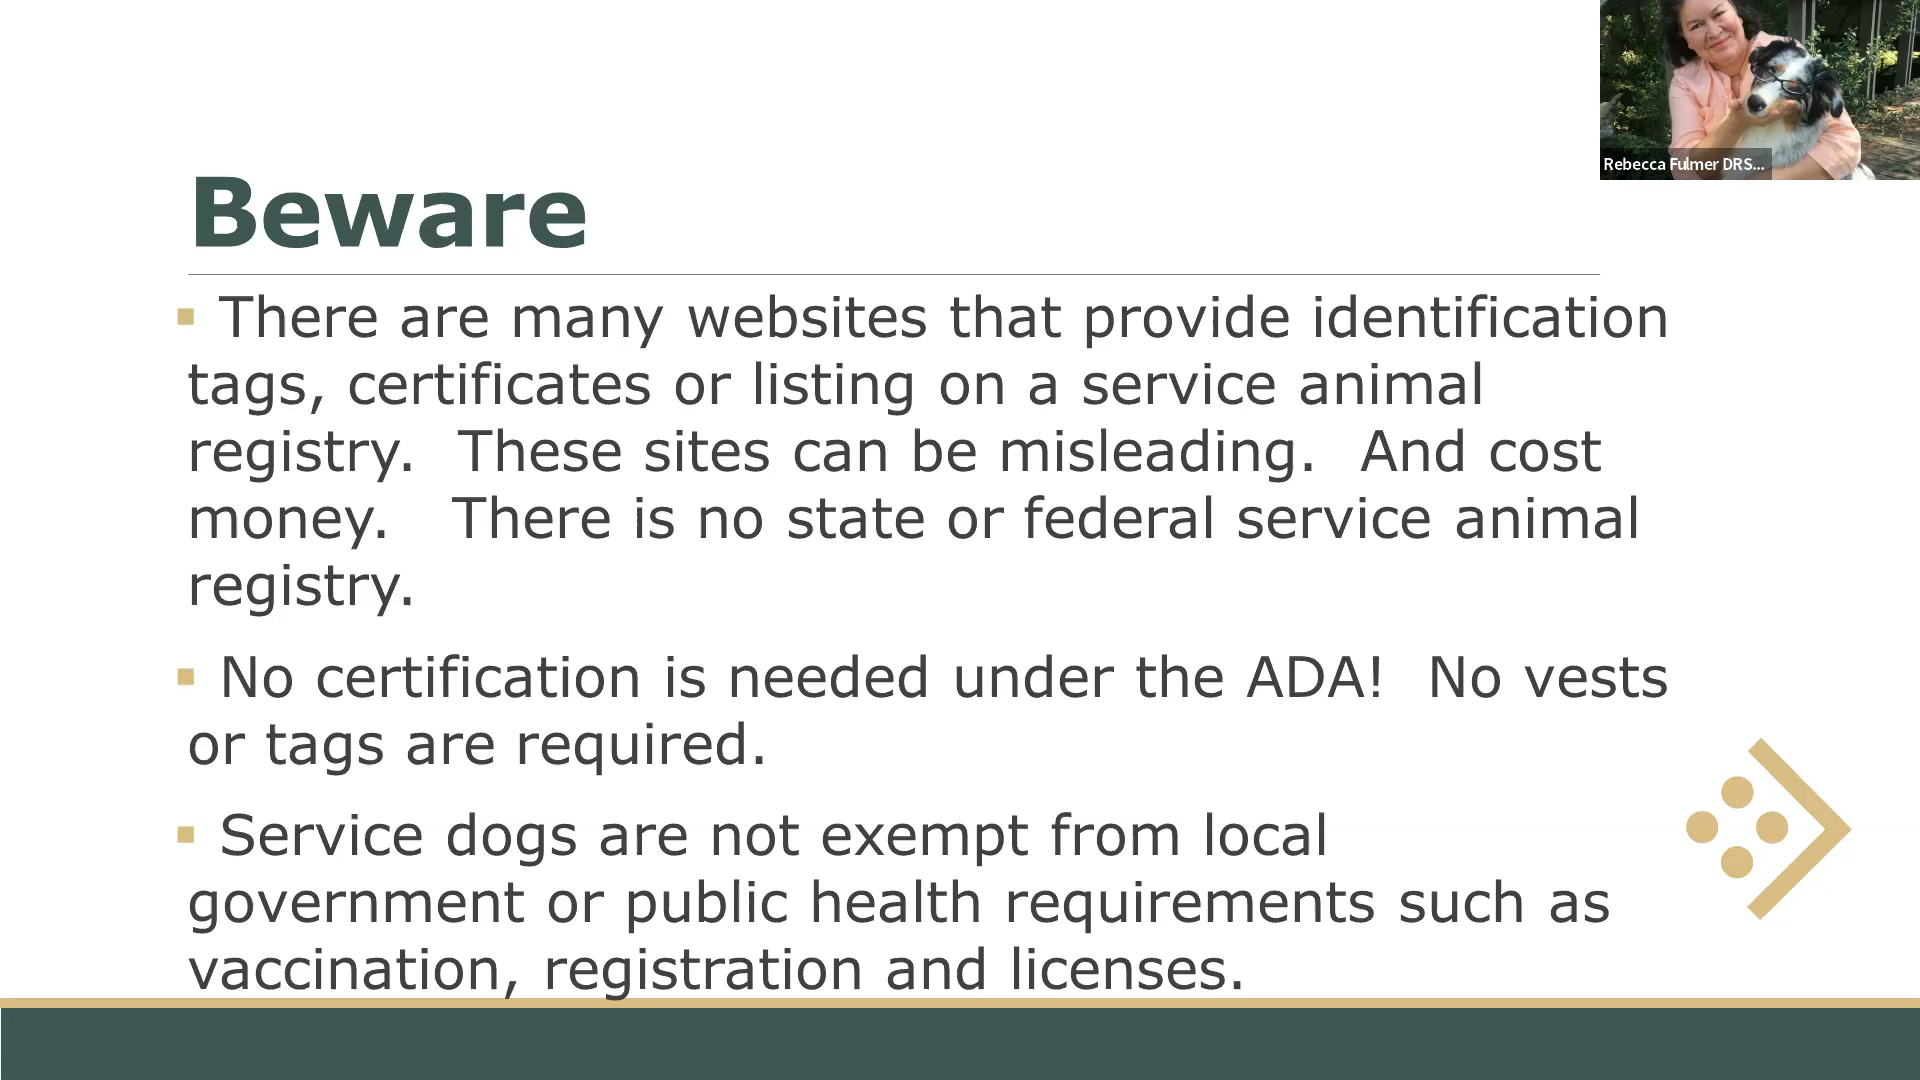 Rebecca Fulmer DRS...
Beware
There are many websites that provide identification
tags, certificates or listing on a service animal
registry.  These sites can be misleading.  And cost
money.   There is no state or federal service animal
registry.
No certification is needed under the ADA!  No vests
or tags are required.
Service dogs are not exempt from local
government or public health requirements such as
vaccination, registration and licenses.